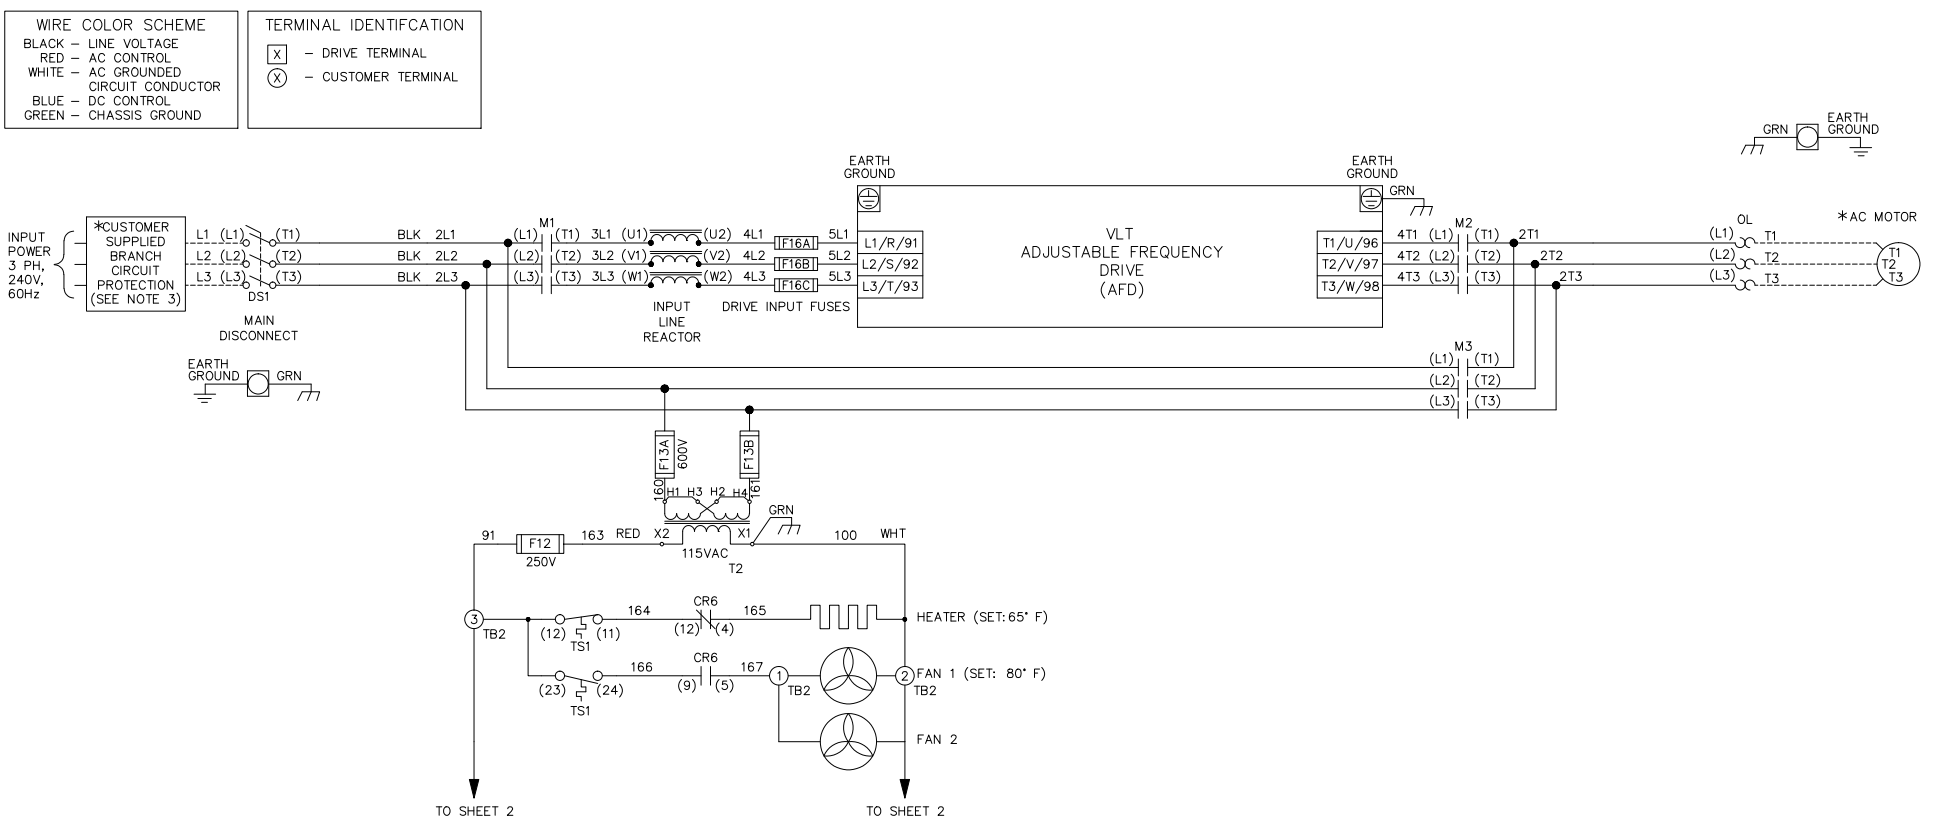 WIRE COLOR SCHEME
BLACK – LINE VOLTAGE
RED – AC CONTROL
WHITE – AC GROUNDED
CIRCUIT CONDUCTOR
BLUE – DC CONTROL
GREEN – CHASSIS GROUND
TERMINAL IDENTIFCATION
X – DRIVE TERMINAL
X – CUSTOMER TERMINAL
GRN
EARTH
GROUND
EARTH
GROUND
EARTH
GROUND
GRN
INPUT
POWER
3 PH,
240V,
60Hz
*CUSTOMER
SUPPLIED
BRANCH
CIRCUIT
PROTECTION
(SEE NOTE 3)
L1 (L1) (T1) BLK 2L1 (L1) M1 (T1) 3L1 (U1) (U2) 4L1 F16A 5L1 L1/R/91
L2 (L2) (T2) BLK 2L2 (L2) (T2) 3L2 (V1) (V2) 4L2 F16B 5L2 L2/S/92
L3 (L3) (T3) BLK 2L3 (L3) (T3) 3L3 (W1) (W2) 4L3 F16C 5L3 L3/T/93
DS1
MAIN
DISCONNECT
INPUT
LINE
REACTOR
DRIVE INPUT FUSES
VLT
ADJUSTABLE FREQUENCY
DRIVE
(AFD)
T1/U/96 4T1 (L1) M2 (T1) 2T1 (L1) OL T1
T2/V/97 4T2 (L2) (T2) 2T2 (L2) T2
T3/W/98 4T3 (L3) (T3) 2T3 (L3) T3
*AC MOTOR
T1
T2
T3
EARTH
GROUND
GRN
M3
(L1) (T1)
(L2) (T2)
(L3) (T3)
F13A
600V
F13B
160 H1 H3 H2 H4 161
GRN
91 F12 163 RED X2 X1 100 WHT
250V
115VAC
T2
3 TB2
(12) TS1 (11) 164 CR6 (12) (4) 165 HEATER (SET:65° F)
(23) TS1 (24) 166 CR6 (9) (5) 167 1 TB2 2 TB2 FAN 1 (SET: 80° F)
FAN 2
TO SHEET 2
TO SHEET 2